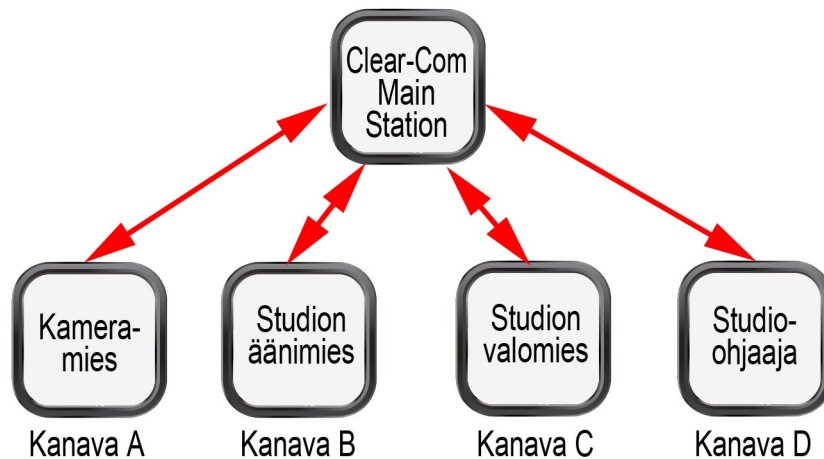 Clear-Com
Main
Station
Kamera-
mies
Studion
äänimies
Studion
valomies
Studio-
ohjaaja
Kanava A
Kanava B
Kanava C
Kanava D